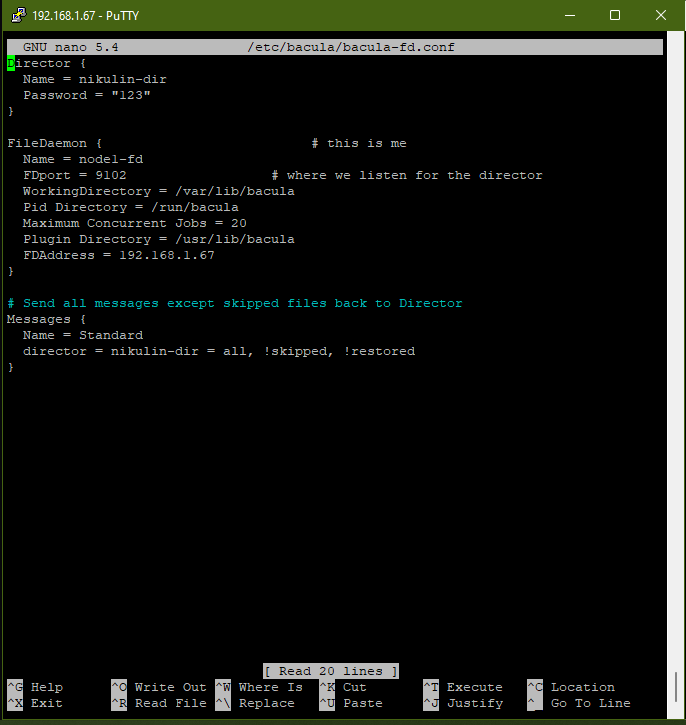 192.168.1.67 - PuTTY
GNU nano 5.4 /etc/bacula/bacula-fd.conf
Director {
Name = nikulin-dir
Password = "123"
}
FileDaemon { # this is me
Name = node1-fd
FDport = 9102 # where we listen for the director
WorkingDirectory = /var/lib/bacula
Pid Directory = /run/bacula
Maximum Concurrent Jobs = 20
Plugin Directory = /usr/lib/bacula
FDAddress = 192.168.1.67
}
# Send all messages except skipped files back to Director
Messages {
Name = Standard
director = nikulin-dir = all, !skipped, !restored
}
[ Read 20 lines ]
^G Help ^O Write Out ^W Where Is ^K Cut ^T Execute ^C Location
^X Exit ^R Read File ^\ Replace ^U Paste ^J Justify ^_ Go To Line